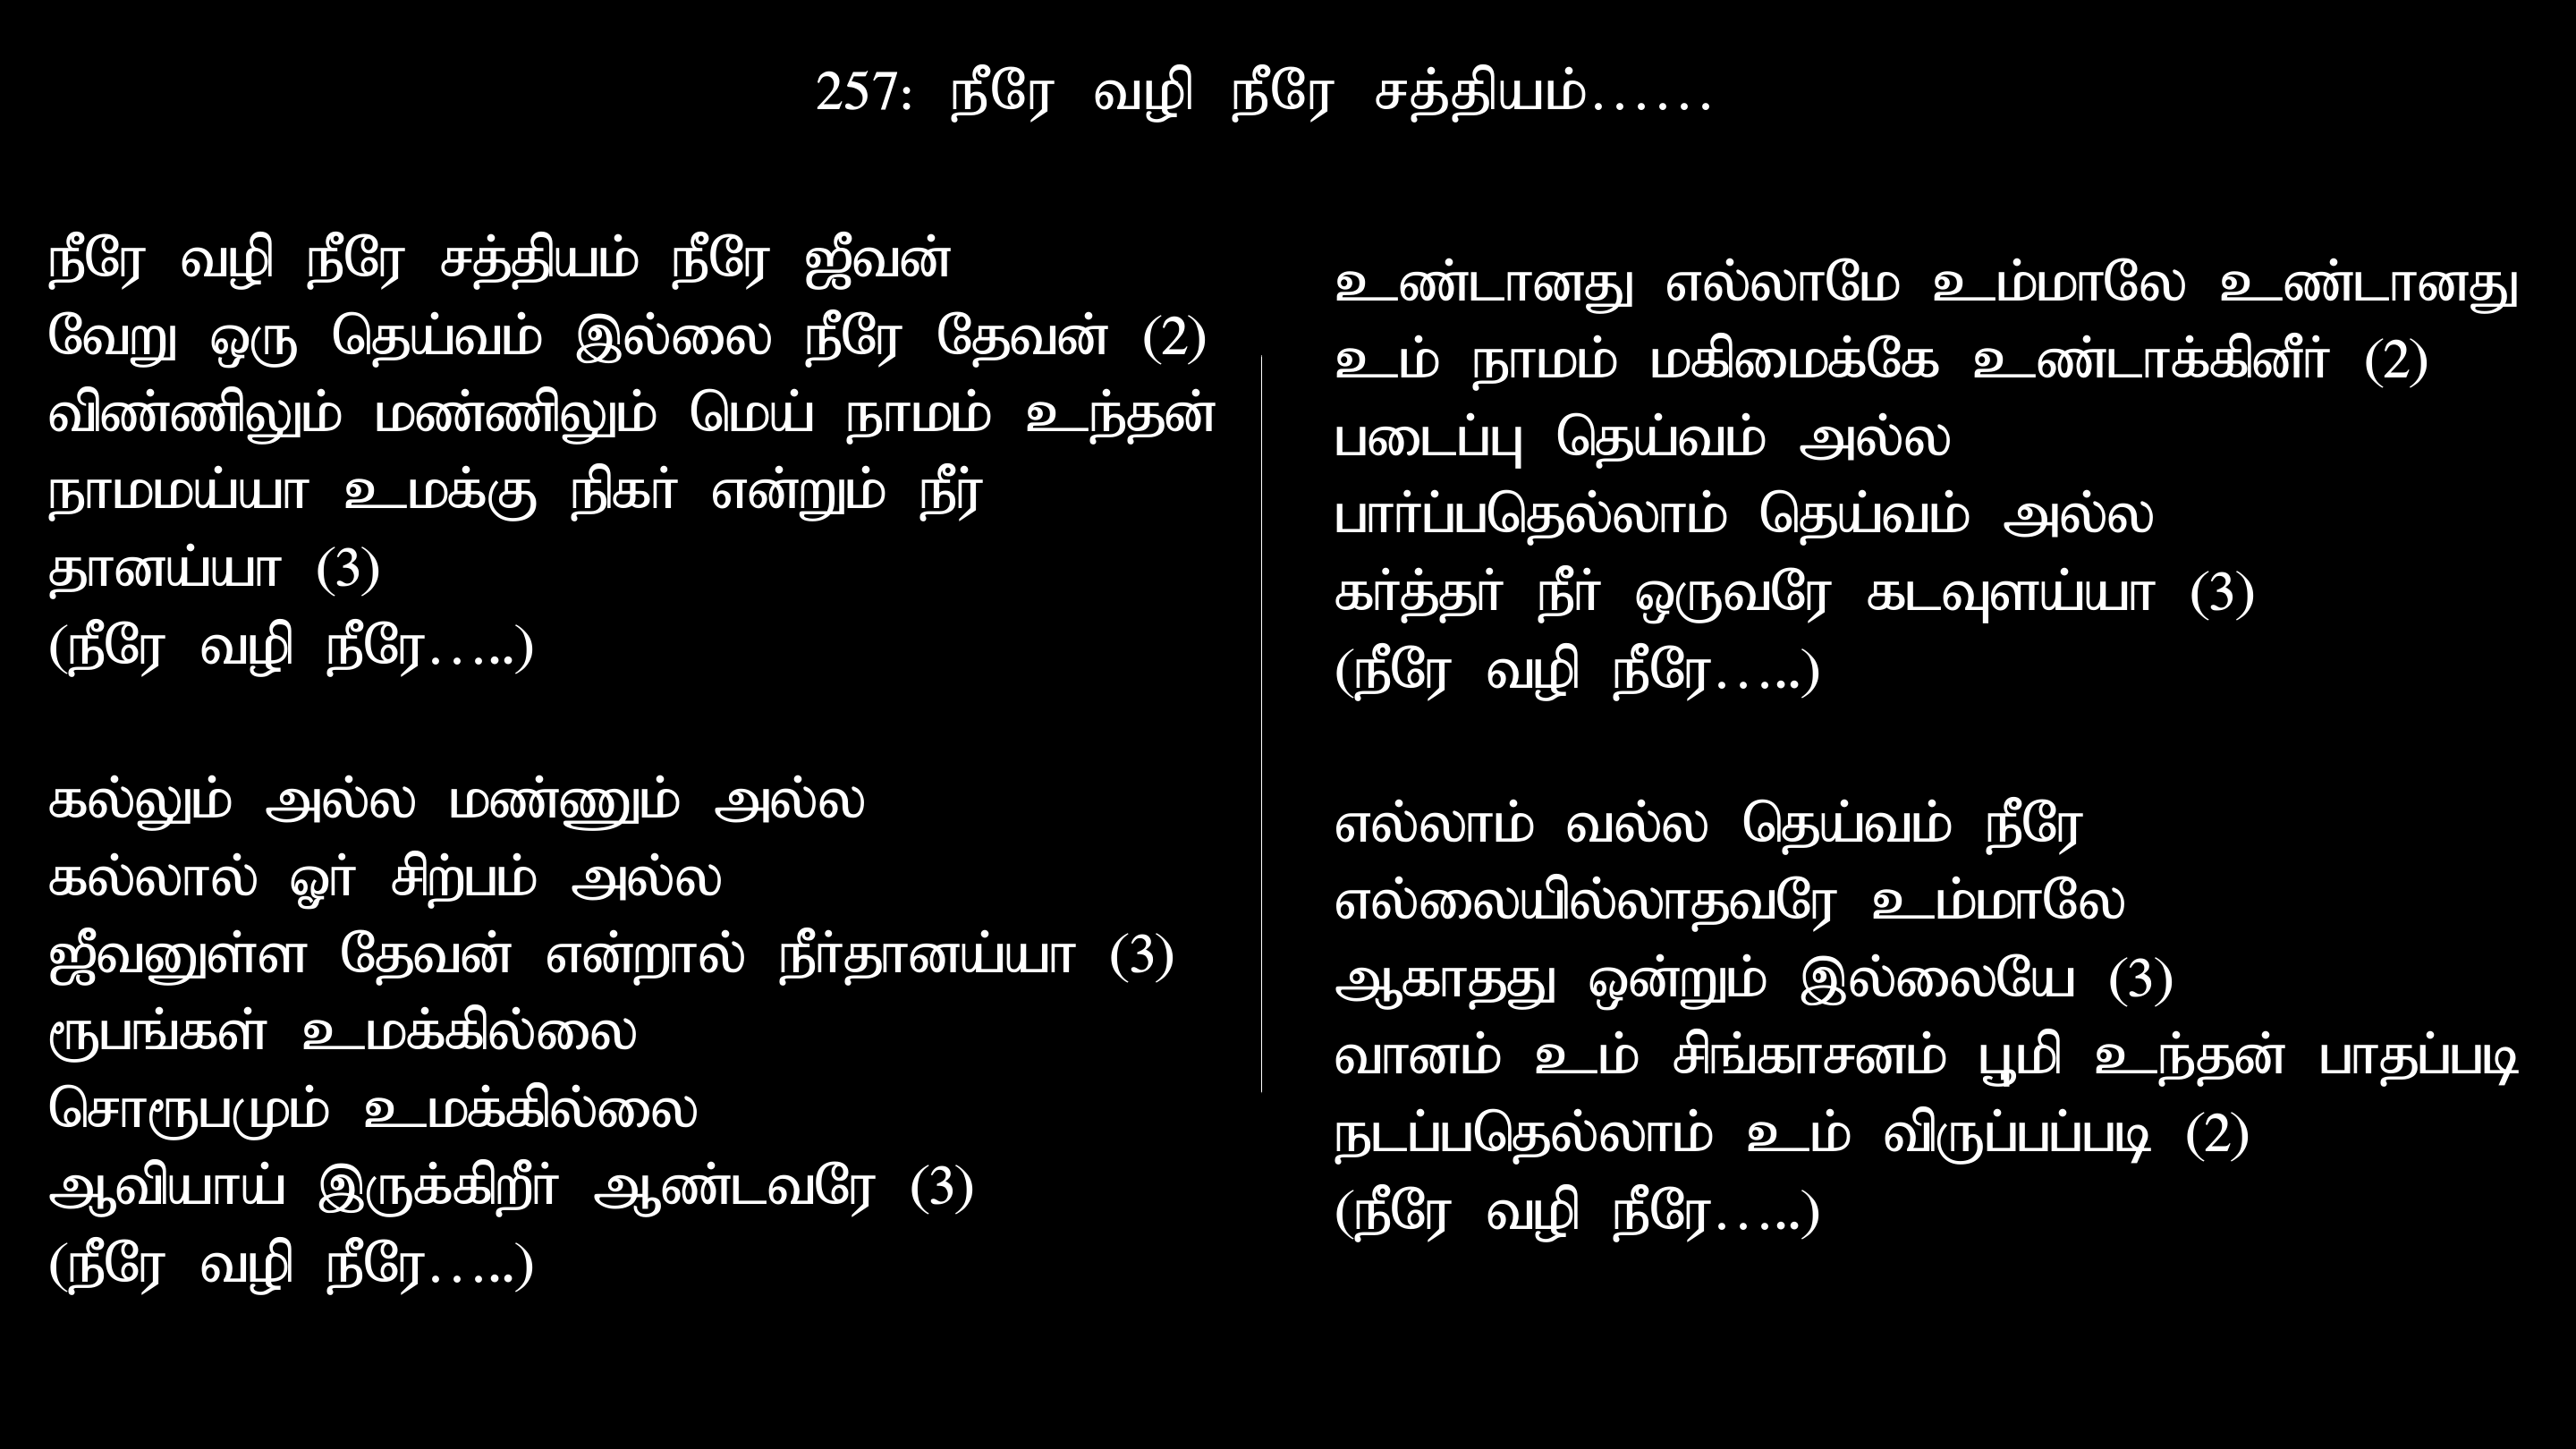 257: நீரே வழி நீரே சத்தியம்……
நீரே வழி நீரே சத்தியம் நீரே ஜீவன்
வேறு ஒரு தெய்வம் இல்லை நீரே தேவன் (2)
விண்ணிலும் மண்ணிலும் மெய் நாமம் உந்தன்
நாமமய்யா உமக்கு நிகர் என்றும் நீர்
தானய்யா (3)
(நீரே வழி நீரே…..)
கல்லும் அல்ல மண்ணும் அல்ல
கல்லால் ஓர் சிற்பம் அல்ல
ஜீவனுள்ள தேவன் என்றால் நீர்தானய்யா (3)
ரூபங்கள் உமக்கில்லை
சொரூபமும் உமக்கில்லை
ஆவியாய் இருக்கிறீர் ஆண்டவரே (3)
(நீரே வழி நீரே…..)
உண்டானது எல்லாமே உம்மாலே உண்டானது
உம் நாமம் மகிமைக்கே உண்டாக்கினீர் (2)
படைப்பு தெய்வம் அல்ல
பார்ப்பதெல்லாம் தெய்வம் அல்ல
கர்த்தர் நீர் ஒருவரே கடவுளய்யா (3)
(நீரே வழி நீரே…..)
எல்லாம் வல்ல தெய்வம் நீரே
எல்லையில்லாதவரே உம்மாலே
ஆகாதது ஒன்றும் இல்லையே (3)
வானம் உம் சிங்காசனம் பூமி உந்தன் பாதப்படி
நடப்பதெல்லாம் உம் விருப்பப்படி (2)
(நீரே வழி நீரே…..)